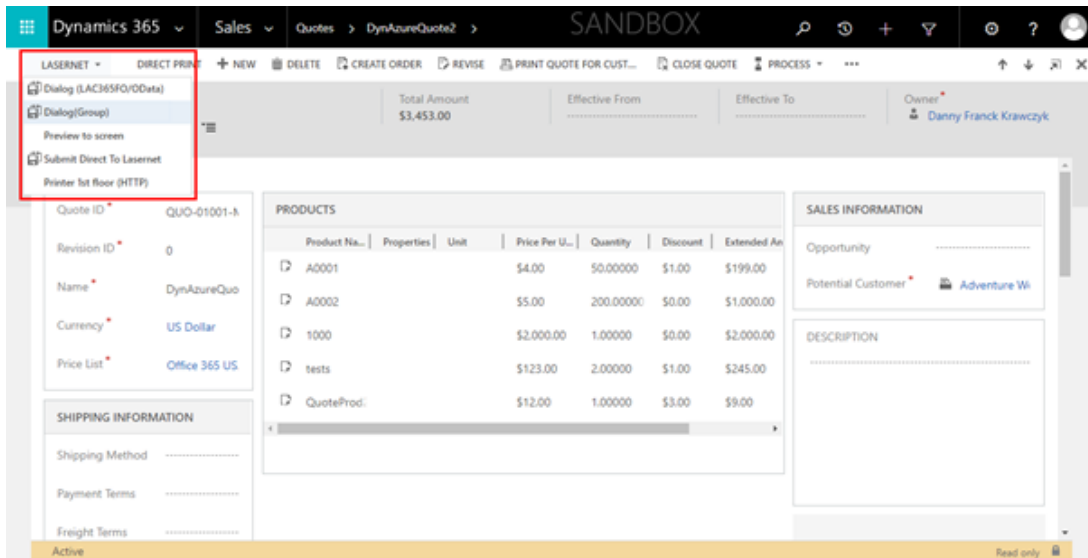 Dynamics 365 Sales Quotes > DynAzureQuote2 > SANDBOX ?
LASERNET DIRECT PRINT + NEW DELETE CREATE ORDER REVISE PRINT QUOTE FOR CUST... CLOSE QUOTE PROCESS ...
Dialog (LAC365FO/OData)
Dialog(Group)
Preview to screen
Submit Direct To Lasernet
Printer 1st floor (HTTP)
Total Amount Effective From Effective To Owner*
$3,453.00 Danny Franck Krawczyk
Quote ID* QUO-01001-N
Revision ID* 0
Name* DynAzureQuo
Currency* US Dollar
Price List* Office 365 US
SHIPPING INFORMATION
Shipping Method
Payment Terms
Freight Terms
PRODUCTS
Product Na... Properties Unit Price Per U... Quantity Discount Extended An
A0001 $4.00 50.00000 $1.00 $199.00
A0002 $5.00 200.00000 $0.00 $1,000.00
1000 $2,000.00 1.00000 $0.00 $2,000.00
tests $123.00 2.00000 $1.00 $245.00
QuoteProd: $12.00 1.00000 $3.00 $9.00
SALES INFORMATION
Opportunity
Potential Customer* Adventure W
DESCRIPTION
Active Read only